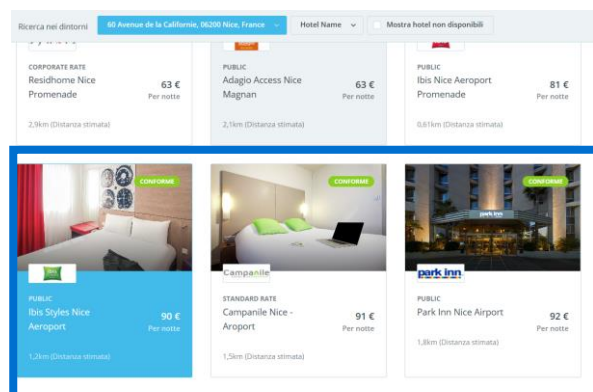 Ricerca nei dintorni
60 Avenue de la Californie, 06200 Nice, France
Hotel Name
Mostra hotel non disponibili
CORPORATE RATE
Residhome Nice
Promenade
63 €
Per notte
2,9km (Distanza stimata)
PUBLIC
Adagio Access Nice
Magnan
63 €
Per notte
2,1km (Distanza stimata)
PUBLIC
Ibis Nice Aeroport
Promenade
81 €
Per notte
0,61km (Distanza stimata)
CONFORME
PUBLIC
Ibis Styles Nice
Aeroport
90 €
Per notte
1,2km (Distanza stimata)
CONFORME
Campanile
STANDARD RATE
Campanile Nice -
Aroport
91 €
Per notte
1,5km (Distanza stimata)
CONFORME
park inn
park inn
PUBLIC
Park Inn Nice Airport
92 €
Per notte
1,8km (Distanza stimata)